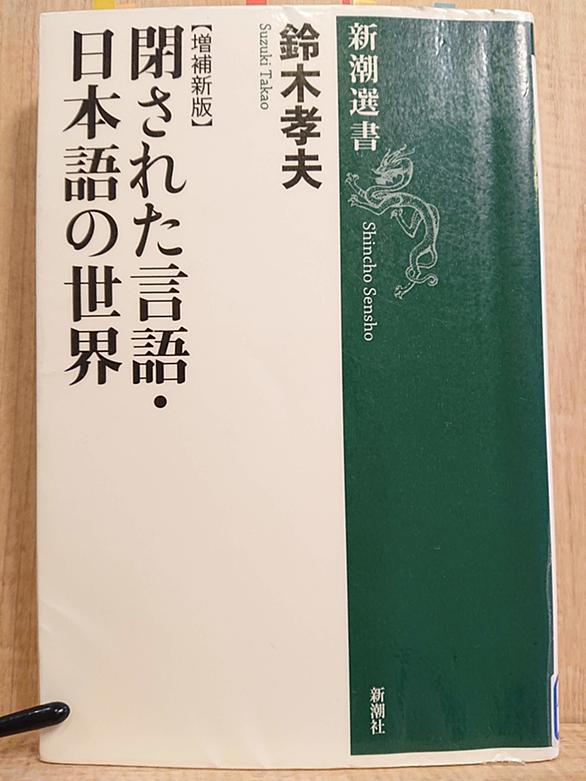 新潮選書
Shincho Sensho
鈴木孝夫
Suzuki Takao
【増補新版】
閉された言語・
日本語の世界
新潮社